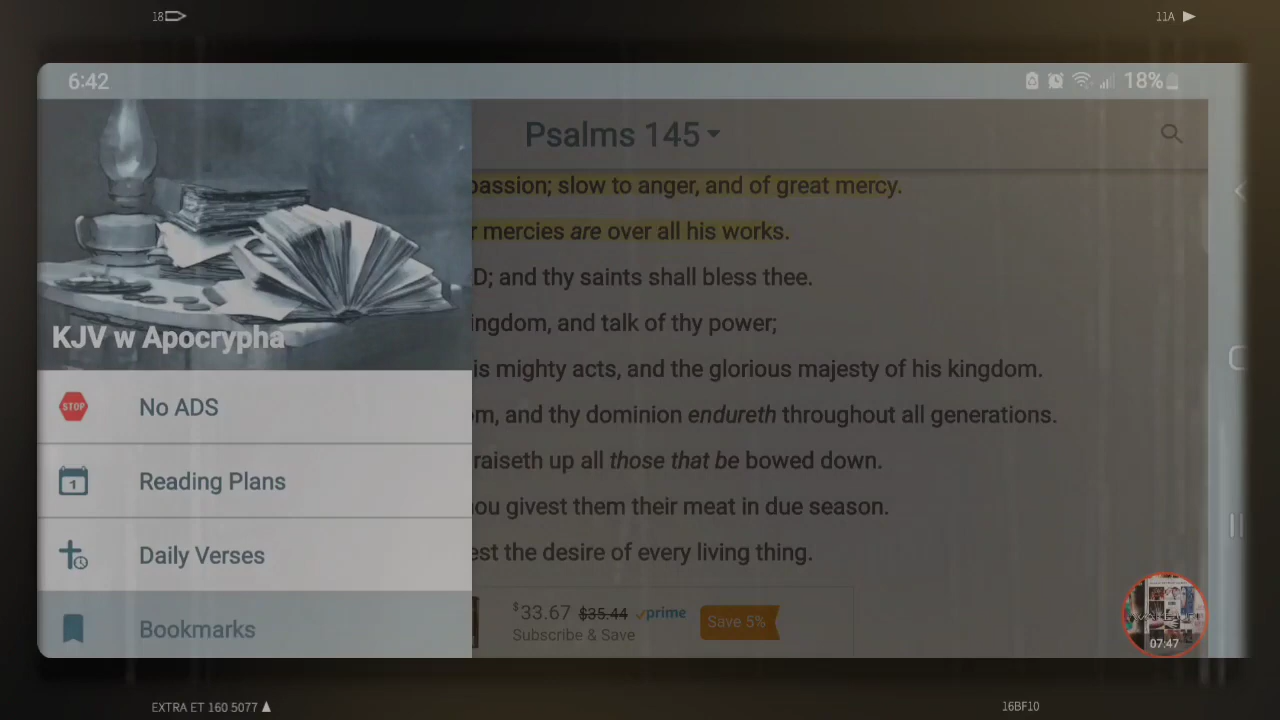 18
11A
6:42
18%
Psalms 145
passion; slow to anger, and of great mercy.
r mercies are over all his works.
D; and thy saints shall bless thee.
ingdom, and talk of thy power;
is mighty acts, and the glorious majesty of his kingdom.
om, and thy dominion endureth throughout all generations.
raiseth up all those that be bowed down.
ou givest them their meat in due season.
est the desire of every living thing.
KJV w Apocrypha
STOP
No ADS
1
Reading Plans
Daily Verses
Bookmarks
$33.67 $35.44 prime
Subscribe & Save
Save 5%
07:47
EXTRA ET 160 5077
16BF10